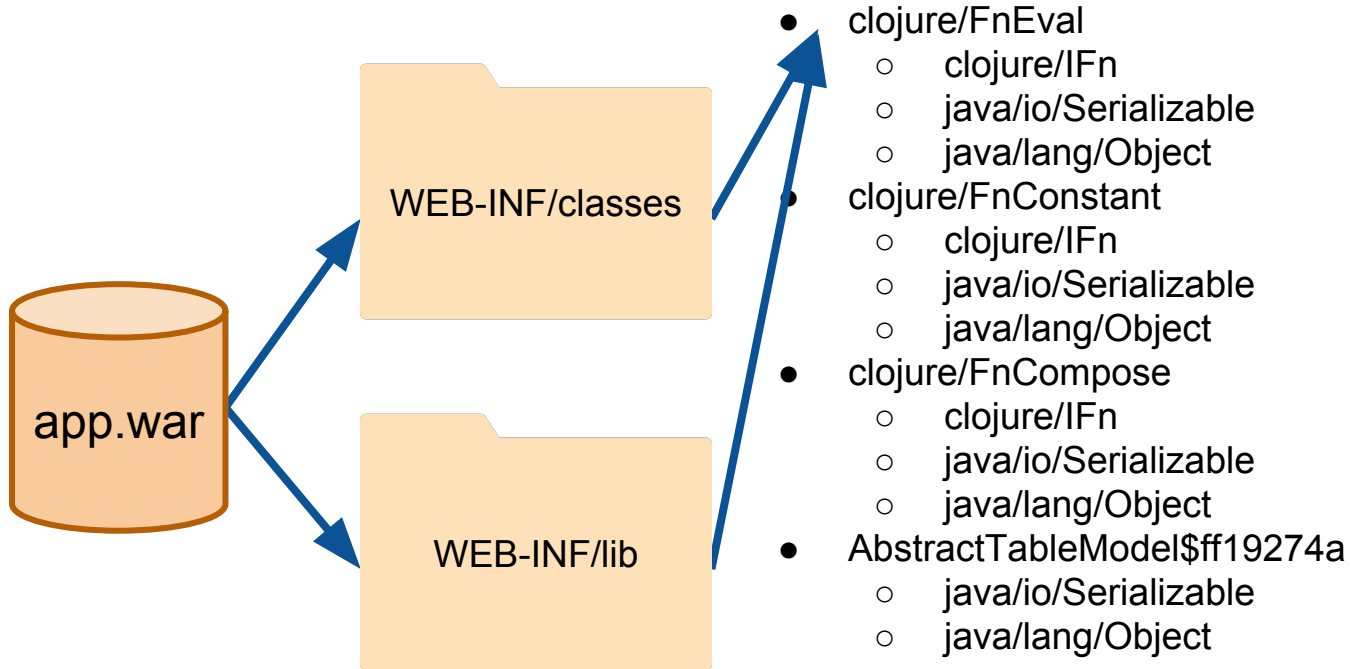 app.war
WEB-INF/classes
WEB-INF/lib
● clojure/FnEval
○ clojure/IFn
○ java/io/Serializable
○ java/lang/Object
● clojure/FnConstant
○ clojure/IFn
○ java/io/Serializable
○ java/lang/Object
● clojure/FnCompose
○ clojure/IFn
○ java/io/Serializable
○ java/lang/Object
● AbstractTableModel$ff19274a
○ java/io/Serializable
○ java/lang/Object